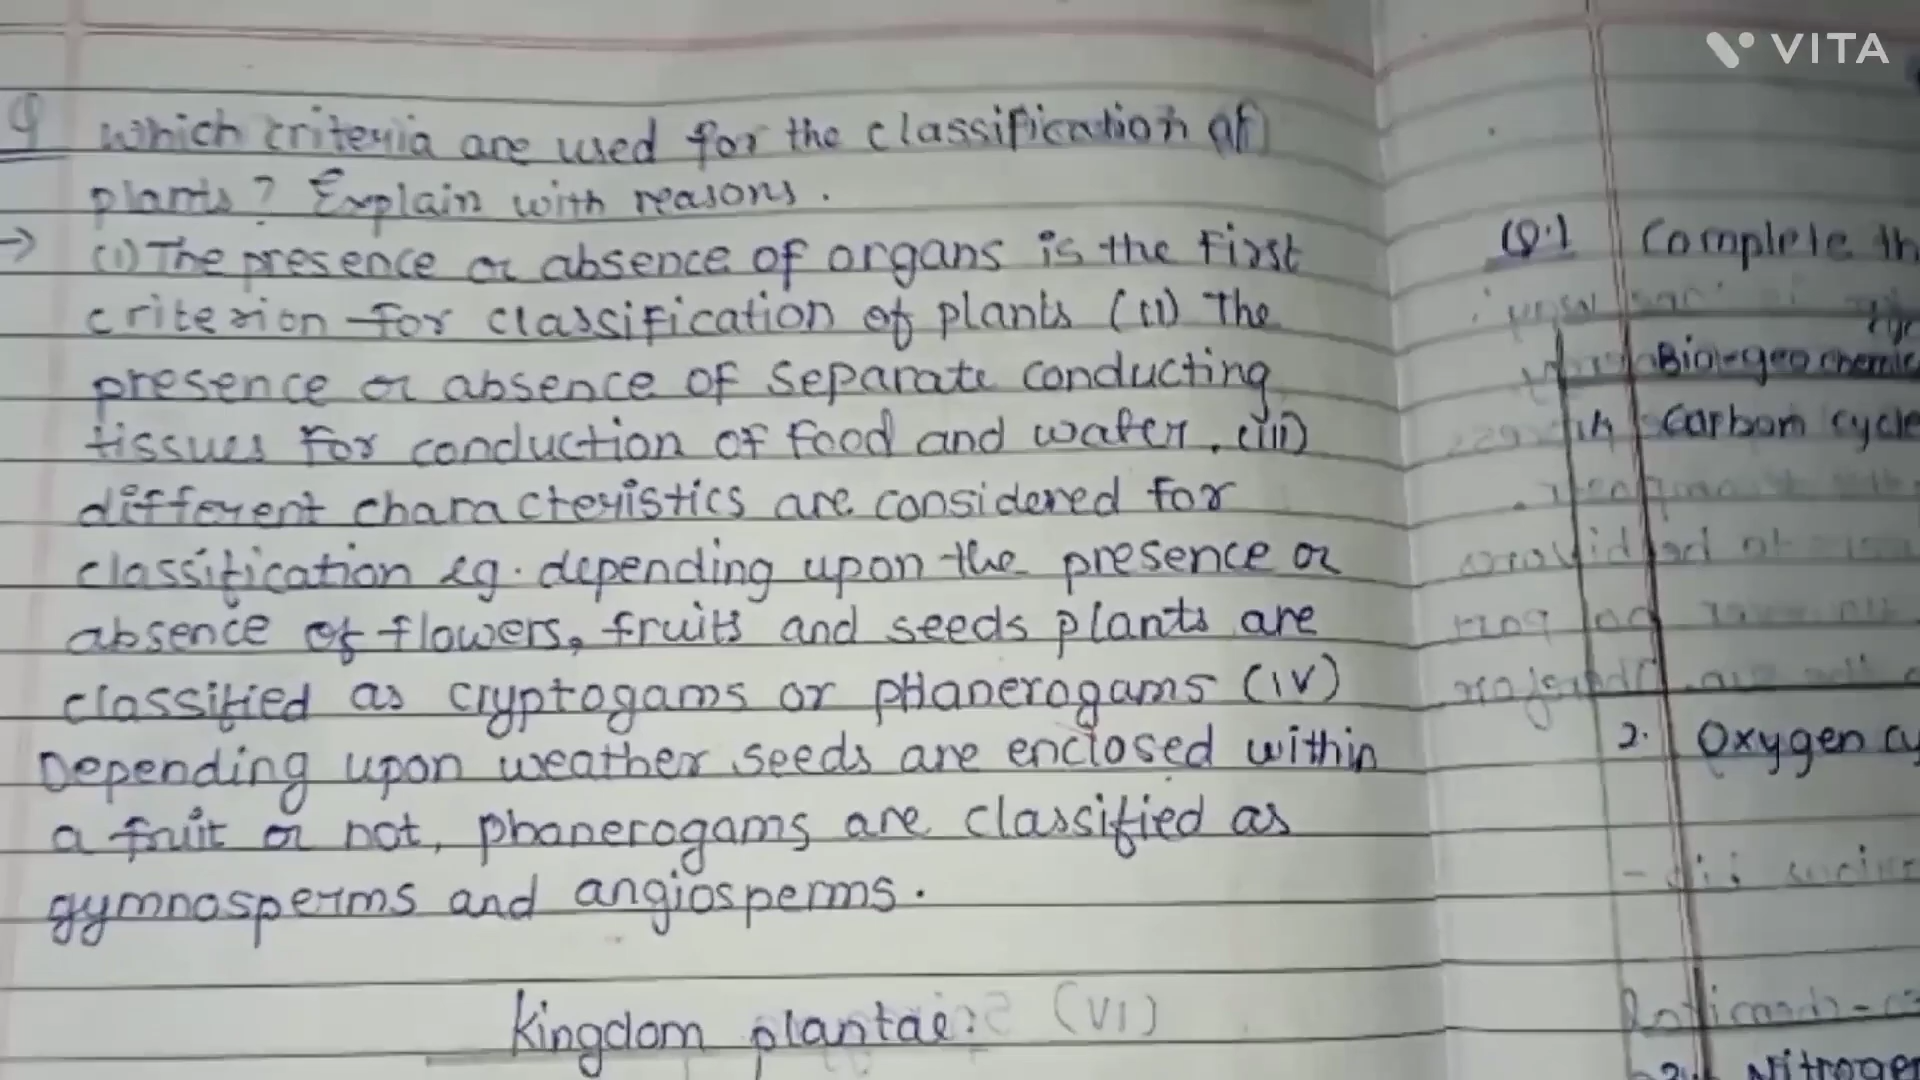 VITA
Q which criteria are used for the classification of
plants? Explain with reasons.
→ (i) The presence or absence of organs is the first
criterion for classification of plants (ii) The
presence or absence of separate conducting
tissues for conduction of food and water. (iii)
different characteristics are considered for
classification eg. depending upon the presence or
absence of flowers, fruits and seeds plants are
classified as cryptogams or pHanerogams (iv)
Depending upon weather seeds are enclosed within
a fruit or not, phanerogams are classified as
gymnosperms and angiosperms.
Kingdom plantae:
Q.1 Complete th
Bio-geo chemic
1. Carbon cycle
2. Oxygen cy
Nitrogen